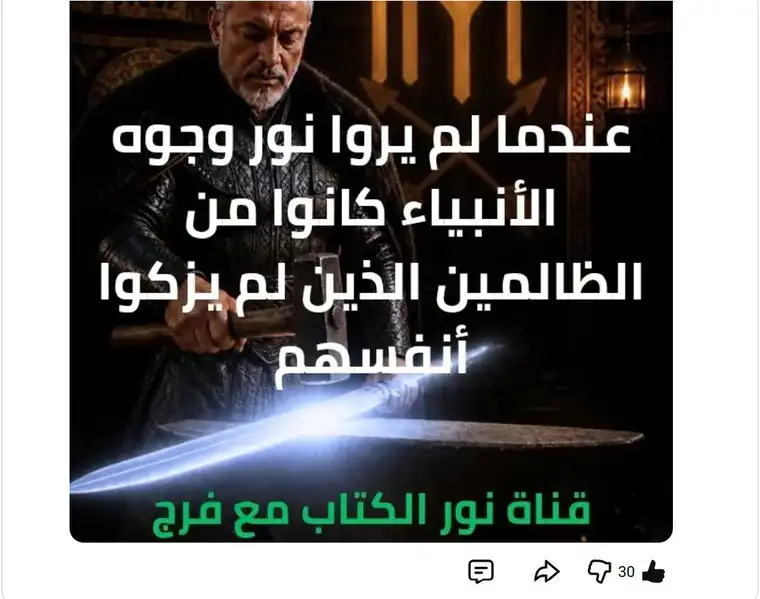 عندما لم يروا نور وجوه
الأنبياء كانوا من
الظالمين الذين لم يزكوا
أنفسهم
قناة نور الكتاب مع فرج
30